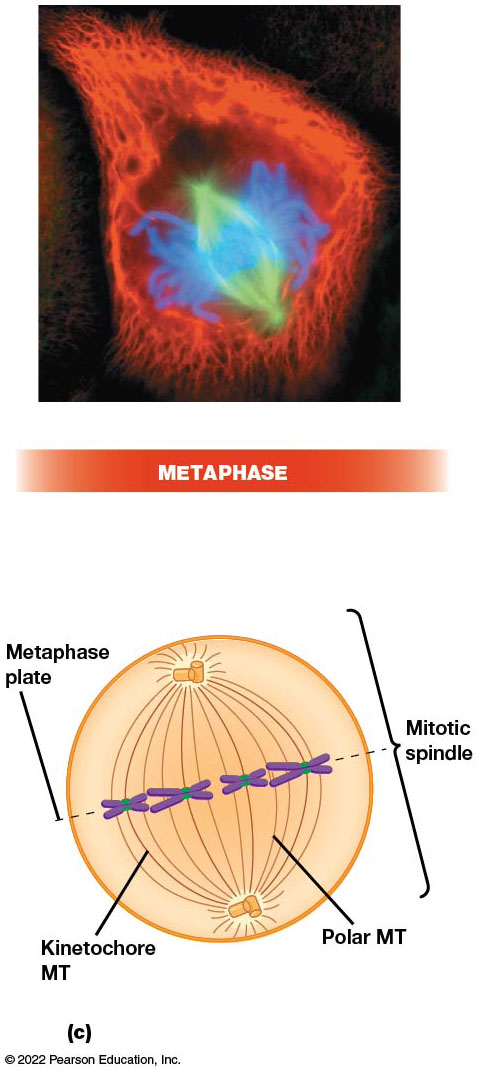 METAPHASE
Metaphase
plate
Mitotic
spindle
Kinetochore
MT
Polar MT
(c)
© 2022 Pearson Education, Inc.